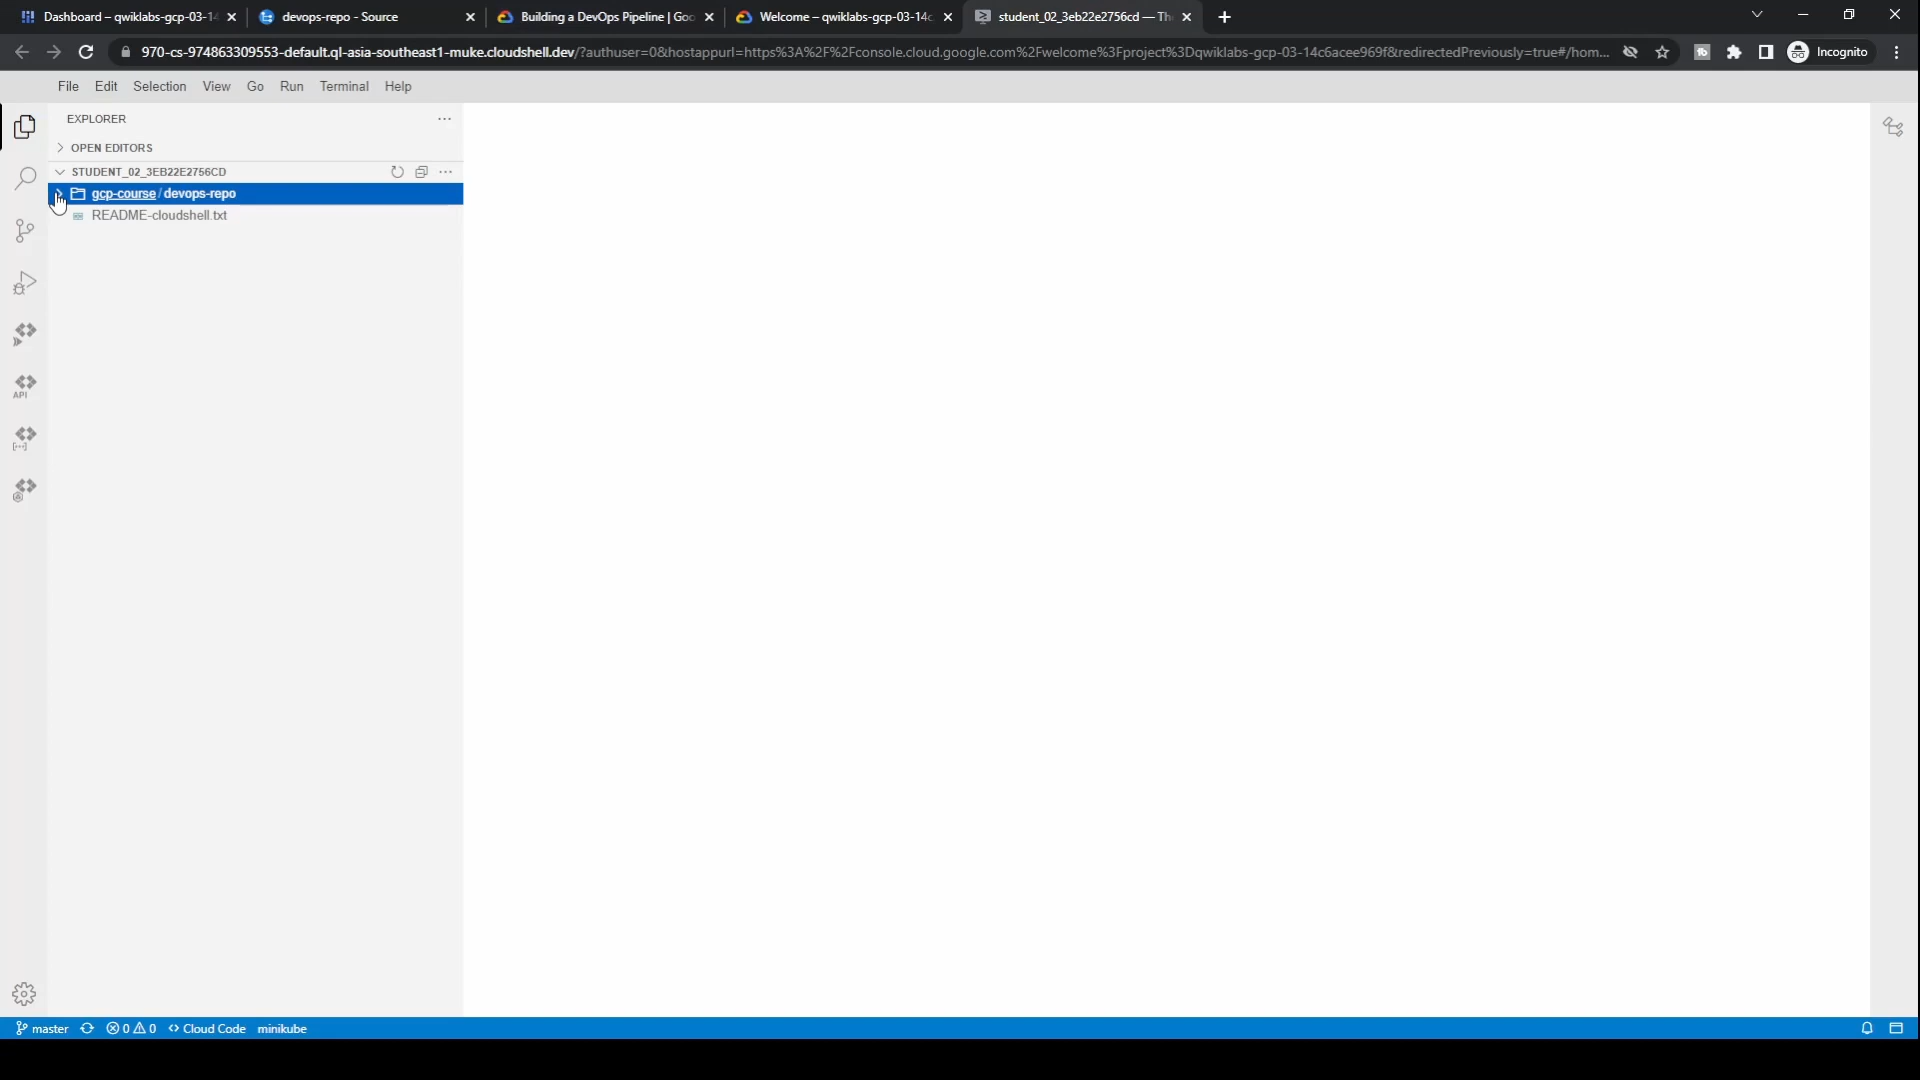 Dashboard – qwiklabs-gcp-03-14
devops-repo - Source
Building a DevOps Pipeline | Goo
Welcome – qwiklabs-gcp-03-14c
student_02_3eb22e2756cd — Th
970-cs-974863309553-default.ql-asia-southeast1-muke.cloudshell.dev/?authuser=0&hostappurl=https%3A%2F%2Fconsole.cloud.google.com%2Fwelcome%3Fproject%3Dqwiklabs-gcp-03-14c6acee969f&redirectedPreviously=true#/hom...
Incognito
File Edit Selection View Go Run Terminal Help
EXPLORER
OPEN EDITORS
STUDENT_02_3EB22E2756CD
gcp-course / devops-repo
README-cloudshell.txt
API
master 0 0 Cloud Code minikube